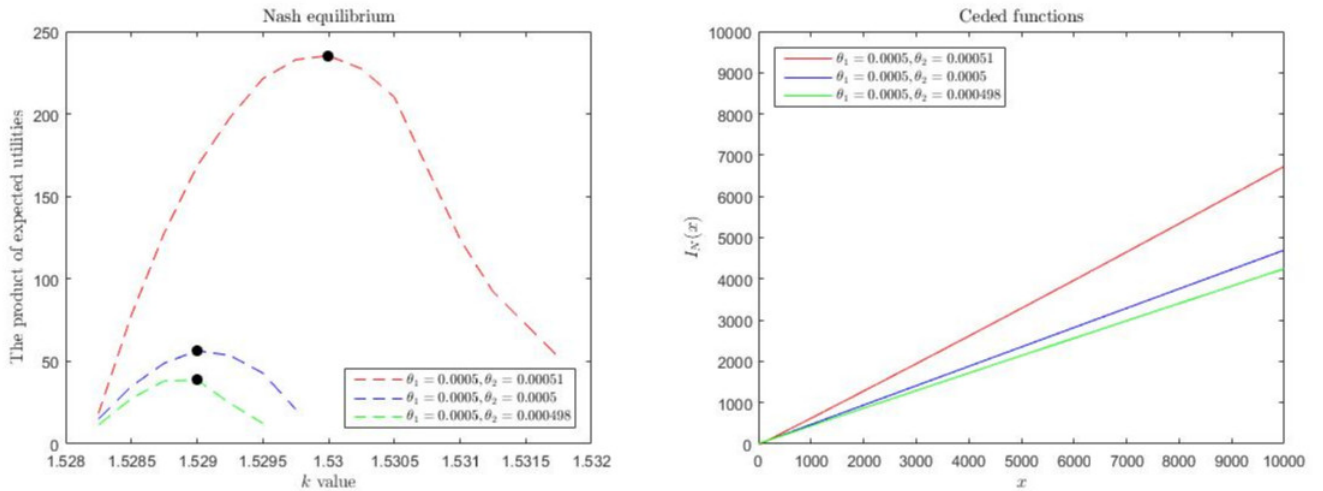 Nash equilibrium
The product of expected utilities
250
200
150
100
50
0
1.528 1.5285 1.529 1.5295 1.53 1.5305 1.531 1.5315 1.532
k value
θ₁ = 0.0005, θ₂ = 0.00051
θ₁ = 0.0005, θ₂ = 0.0005
θ₁ = 0.0005, θ₂ = 0.000498
Ceded functions
I_N(x)
10000
9000
8000
7000
6000
5000
4000
3000
2000
1000
0
0 1000 2000 3000 4000 5000 6000 7000 8000 9000 10000
x
θ₁ = 0.0005, θ₂ = 0.00051
θ₁ = 0.0005, θ₂ = 0.0005
θ₁ = 0.0005, θ₂ = 0.000498